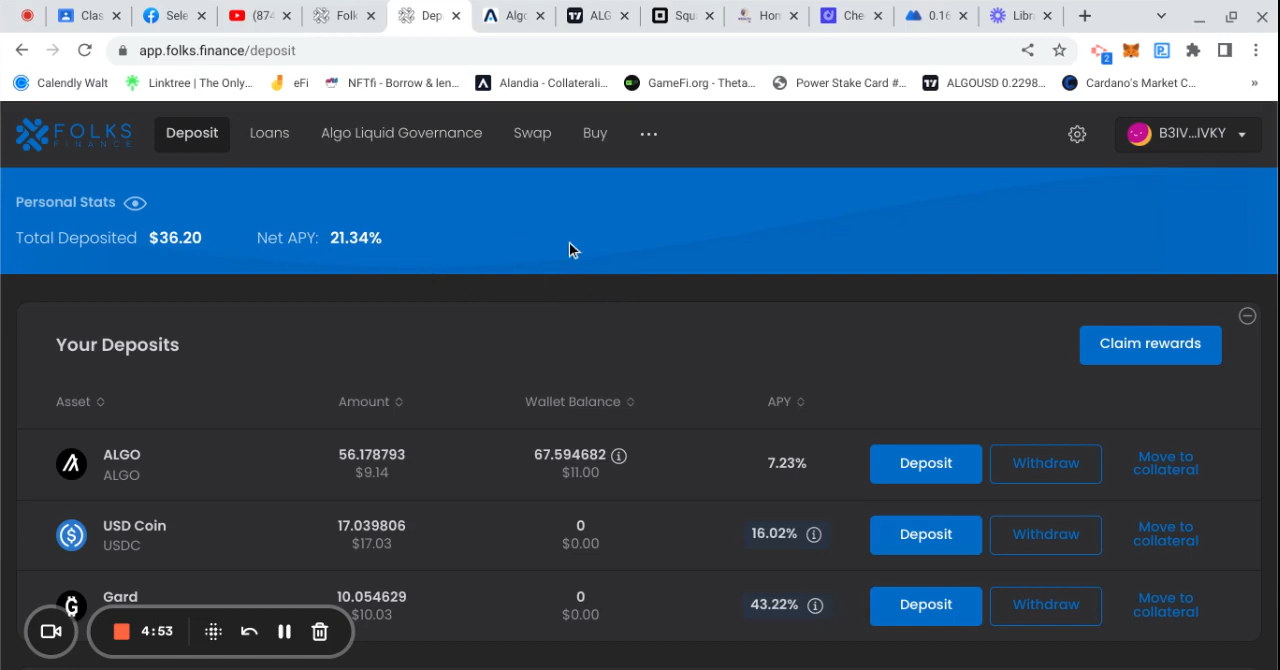 Clas
Sele
(874
Folk
Dep
Algo
ALG
Squ
Hon
Che
0.16
Libr
app.folks.finance/deposit
2
Calendly Walt
Linktree | The Only...
eFi
NFTfi - Borrow & len...
Alandia - Collaterali...
GameFi.org - Theta...
Power Stake Card #...
ALGOUSD 0.2298...
Cardano's Market C...
»
FOLKS
FINANCE
Deposit
Loans
Algo Liquid Governance
Swap
Buy
B3IV...IVKY
Personal Stats
Total Deposited $36.20
Net APY: 21.34%
Your Deposits
Claim rewards
Asset
Amount
Wallet Balance
APY
ALGO
ALGO
56.178793
$9.14
67.594682
$11.00
7.23%
Deposit
Withdraw
Move to
collateral
USD Coin
USDC
17.039806
$17.03
0
$0.00
16.02%
Deposit
Withdraw
Move to
collateral
Gard
10.054629
$10.03
0
$0.00
43.22%
Deposit
Withdraw
Move to
collateral
4:53